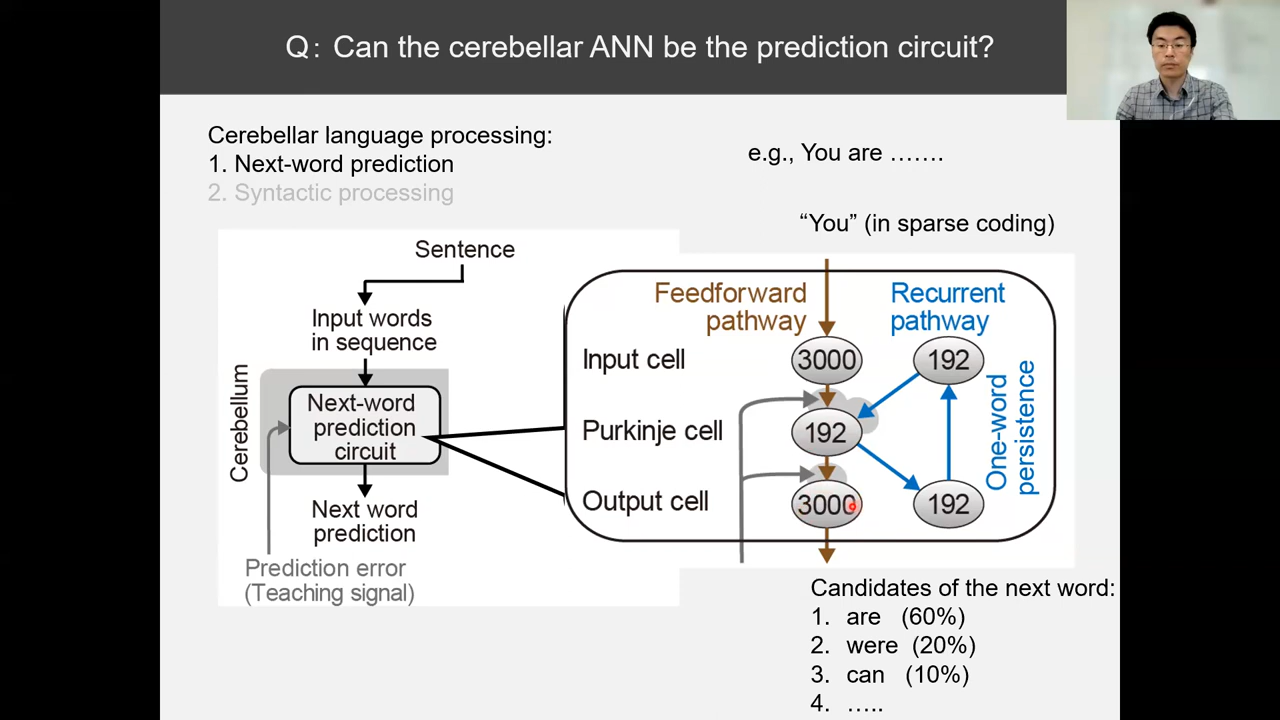 Q: Can the cerebellar ANN be the prediction circuit?
Cerebellar language processing:
1. Next-word prediction
2. Syntactic processing
e.g., You are …….
“You” (in sparse coding)
Sentence
Input words
in sequence
Cerebellum
Next-word
prediction
circuit
Next word
prediction
Prediction error
(Teaching signal)
Feedforward
pathway
Recurrent
pathway
Input cell
3000
192
Purkinje cell
192
One-word
persistence
Output cell
3000
192
Candidates of the next word:
1. are (60%)
2. were (20%)
3. can (10%)
4. …..